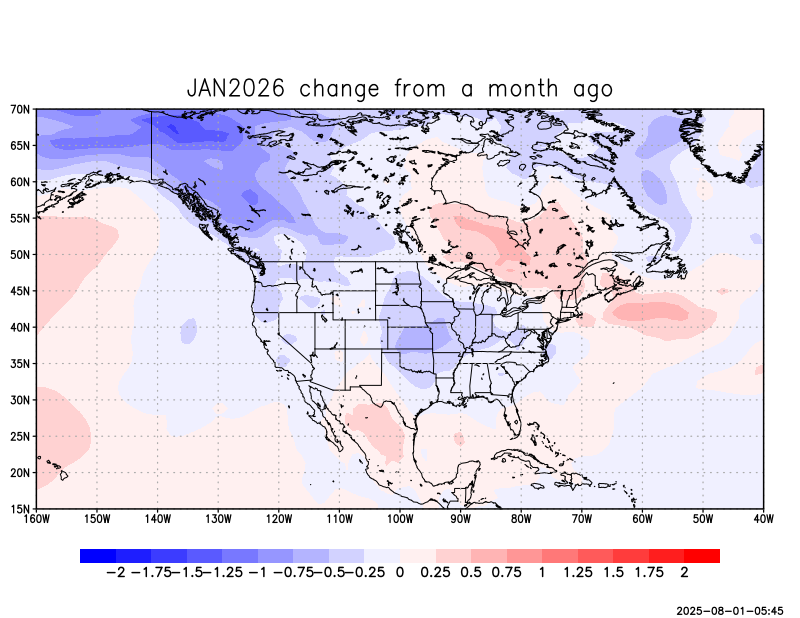 JAN2026 change from a month ago
70N
65N
60N
55N
50N
45N
40N
35N
30N
25N
20N
15N
160W 150W 140W 130W 120W 110W 100W 90W 80W 70W 60W 50W 40W
−2 −1.75 −1.5 −1.25 −1 −0.75 −0.5 −0.25 0 0.25 0.5 0.75 1 1.25 1.5 1.75 2
2025−08−01−05:45